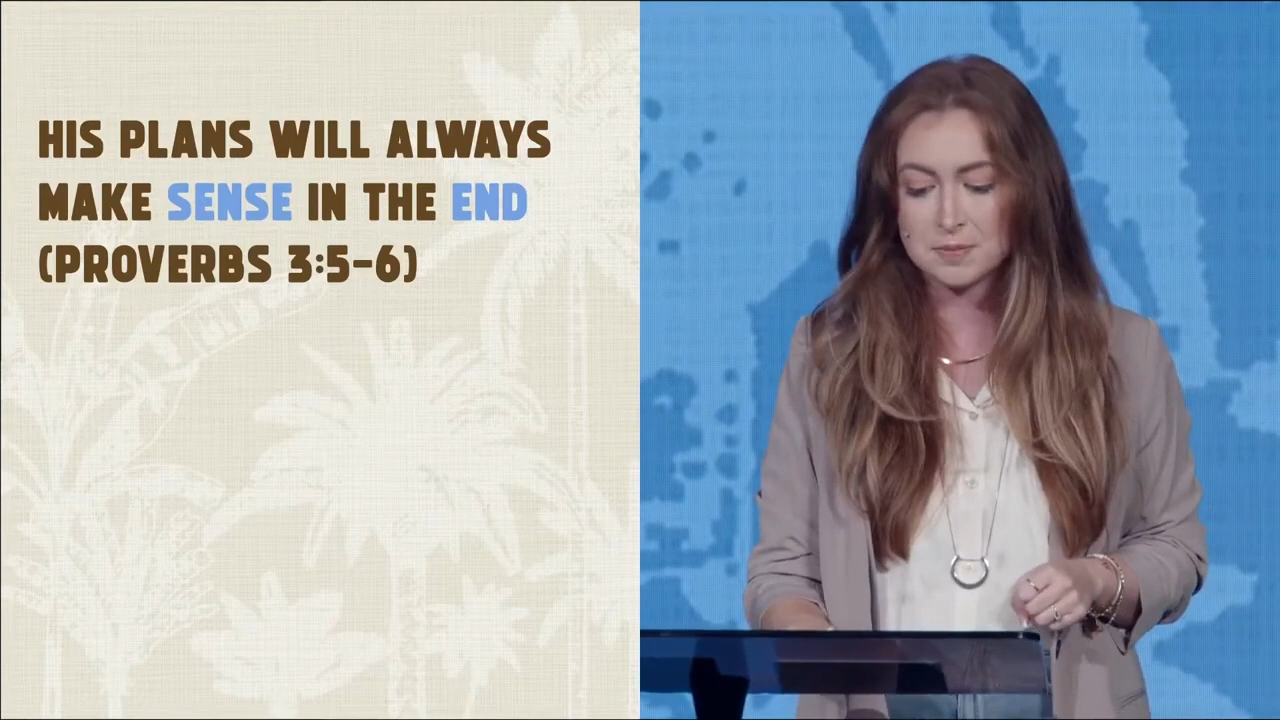 HIS PLANS WILL ALWAYS
MAKE SENSE IN THE END
(PROVERBS 3:5-6)